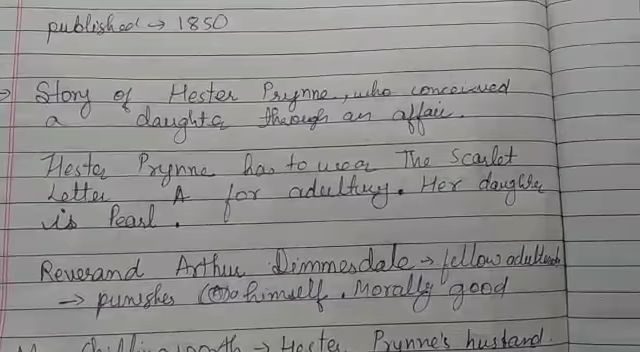 published → 1850
→ Story of Hester Prynne, who conceived
a daughter through an affair.
Hester Prynne has to wear The Scarlet
Letter A for adultery. Her daughter
is Pearl.
Reverand Arthur Dimmesdale → fellow adulterer
→ punishes himself. Morally good
Chillingworth → Hester Prynne's husband.